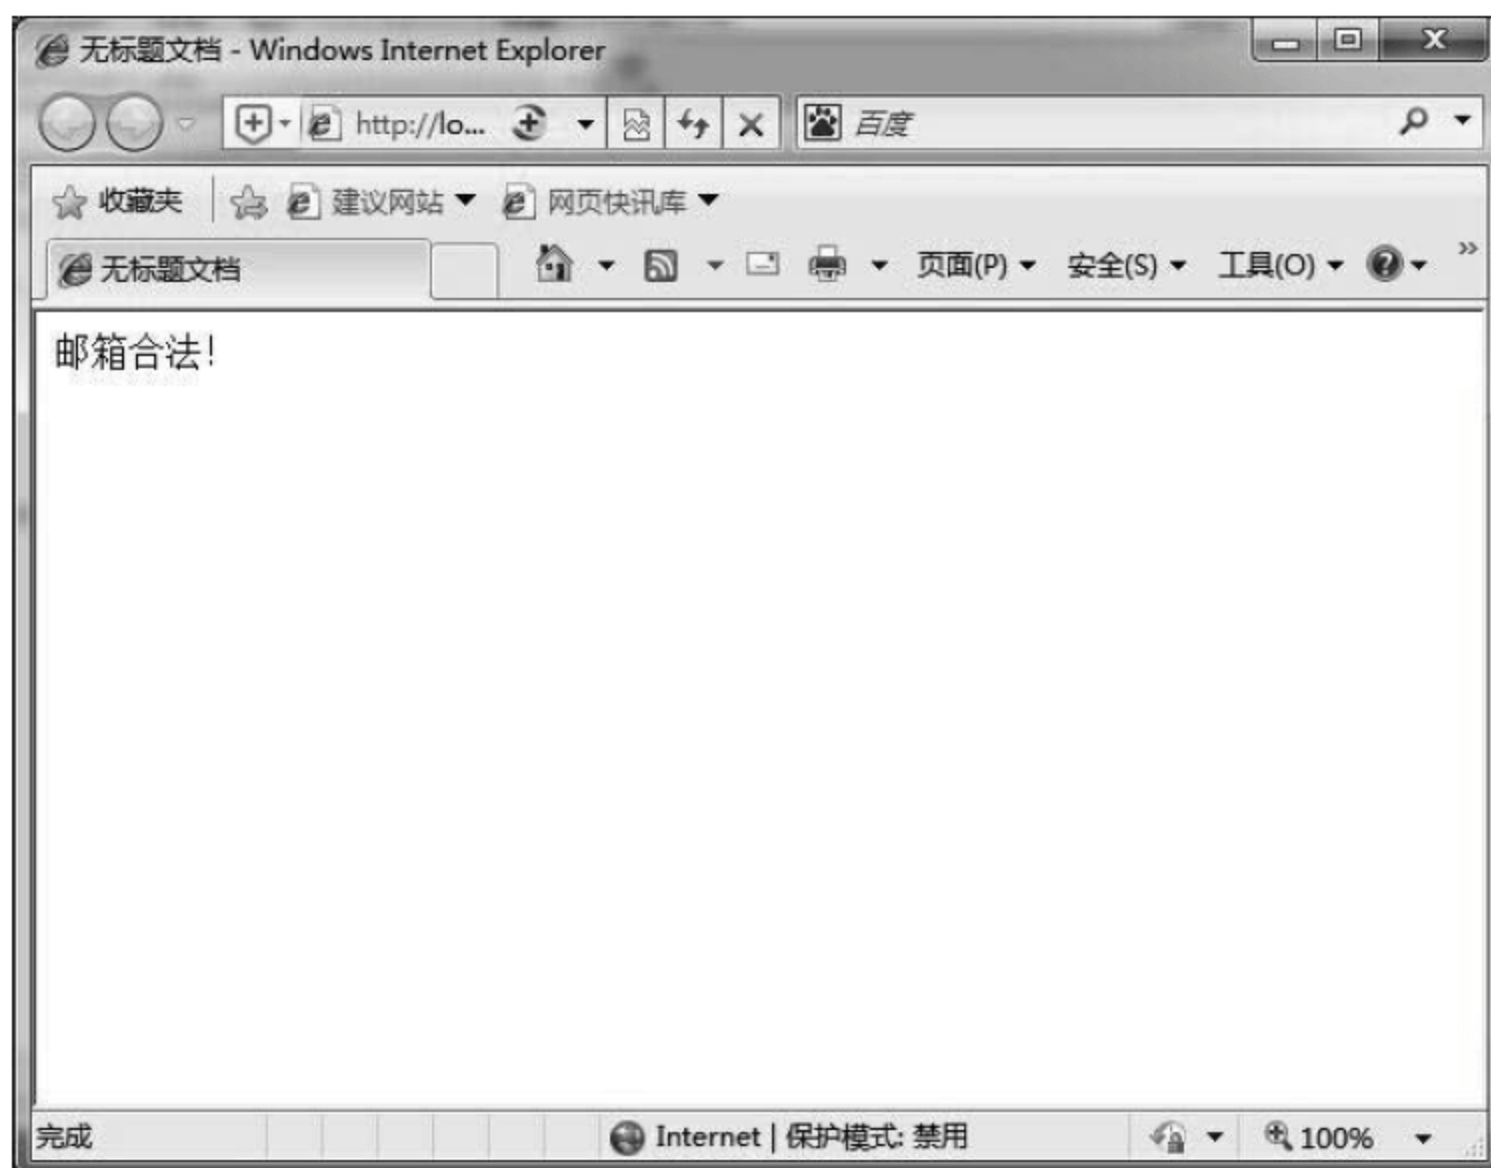 无标题文档 - Windows Internet Explorer
http://lo... 百度
收藏夹 建议网站 网页快讯库
无标题文档 页面(P) 安全(S) 工具(O)
邮箱合法!
完成 Internet | 保护模式: 禁用 100%